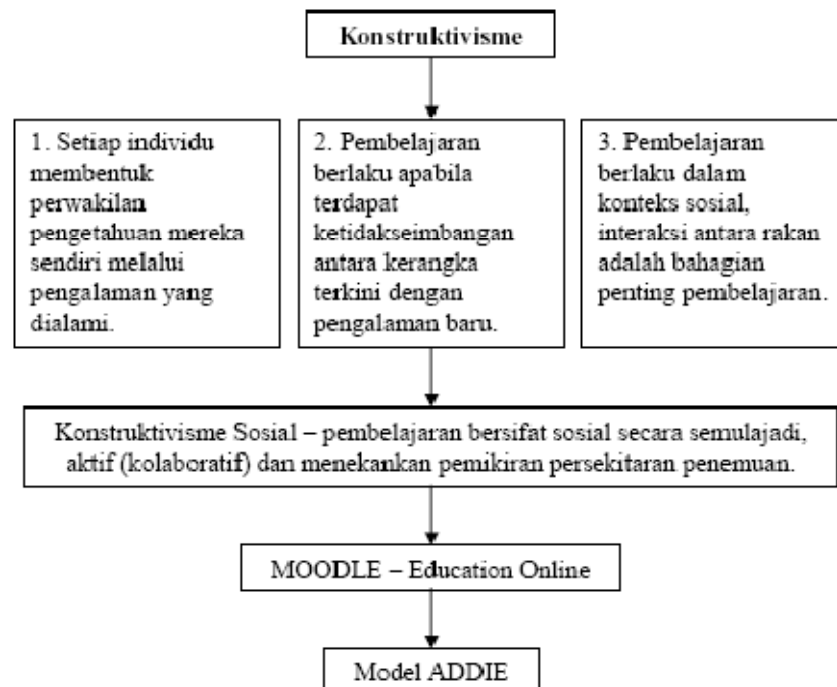 Konstruktivisme
1. Setiap individu
membentuk
perwakilan
pengetahuan mereka
sendiri melalui
pengalaman yang
dialami.
2. Pembelajaran
berlaku apabila
terdapat
ketidakseimbangan
antara kerangka
terkini dengan
pengalaman baru.
3. Pembelajaran
berlaku dalam
konteks sosial,
interaksi antara rakan
adalah bahagian
penting pembelajaran.
Konstruktivisme Sosial – pembelajaran bersifat sosial secara semulajadi,
aktif (kolaboratif) dan menekankan pemikiran persekitaran penemuan.
MOODLE – Education Online
Model ADDIE